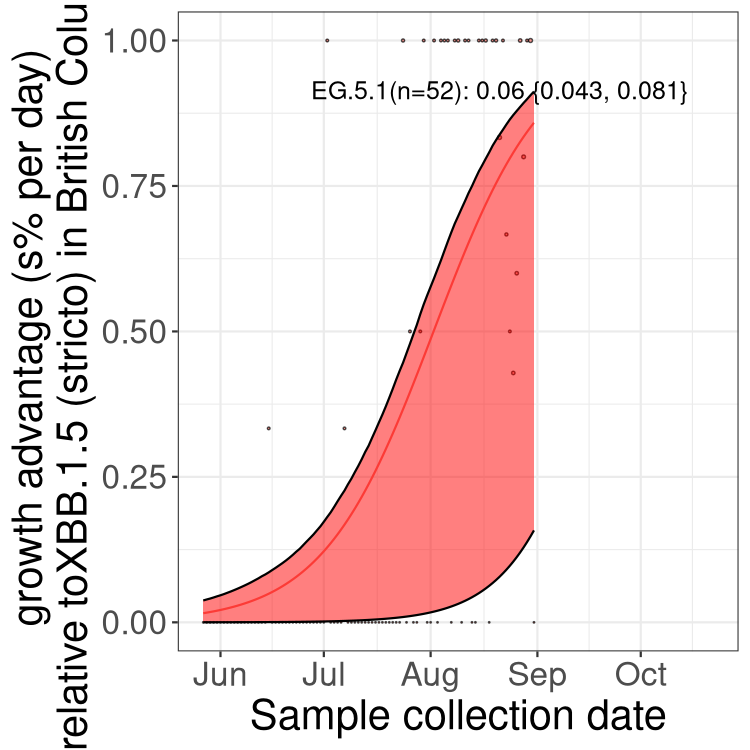 growth advantage (s% per day)
relative toXBB.1.5 (stricto) in British Colu
1.00
0.75
0.50
0.25
0.00
EG.5.1(n=52): 0.06 {0.043, 0.081}
Jun Jul Aug Sep Oct
Sample collection date